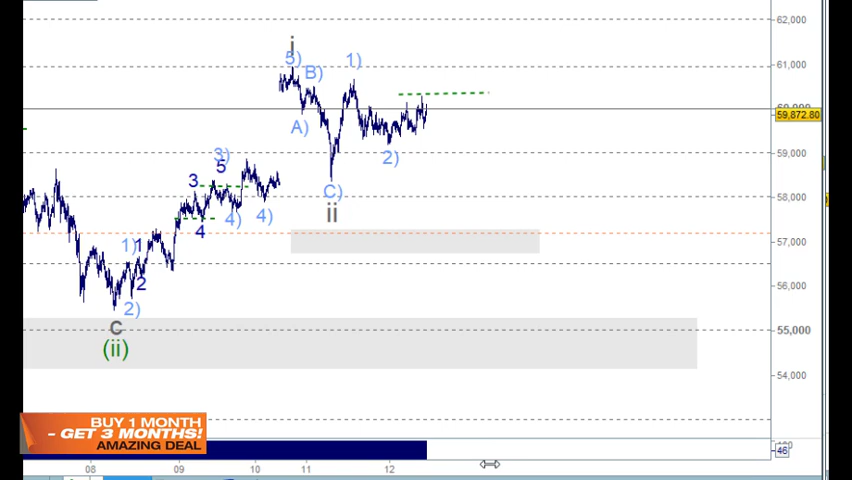 62,000
i
5)
1)
B)
61,000
60,000
59,872.80
A)
59,000
3)
5
2)
3
C)
58,000
4)
4)
ii
4
1) 1
57,000
2
56,000
2)
c
55,000
(ii)
54,000
BUY 1 MONTH
– GET 3 MONTHS!
AMAZING DEAL
46
08
09
10
11
12